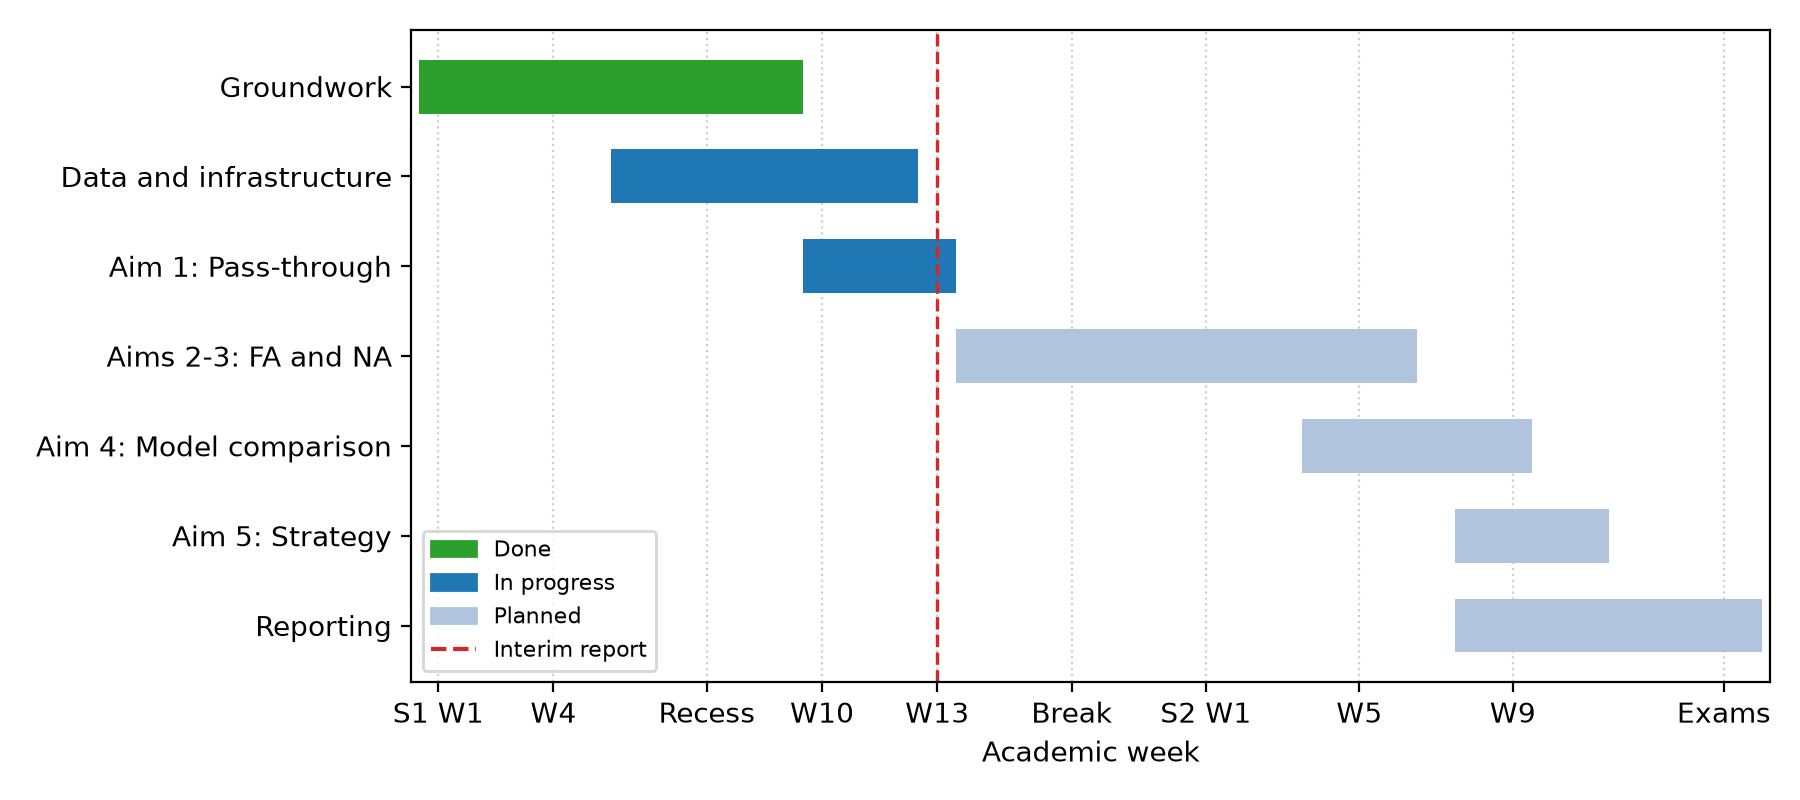 Groundwork
Data and infrastructure
Aim 1: Pass-through
Aims 2-3: FA and NA
Aim 4: Model comparison
Aim 5: Strategy
Reporting
Done
In progress
Planned
Interim report
S1 W1 W4 Recess W10 W13 Break S2 W1 W5 W9 Exams
Academic week